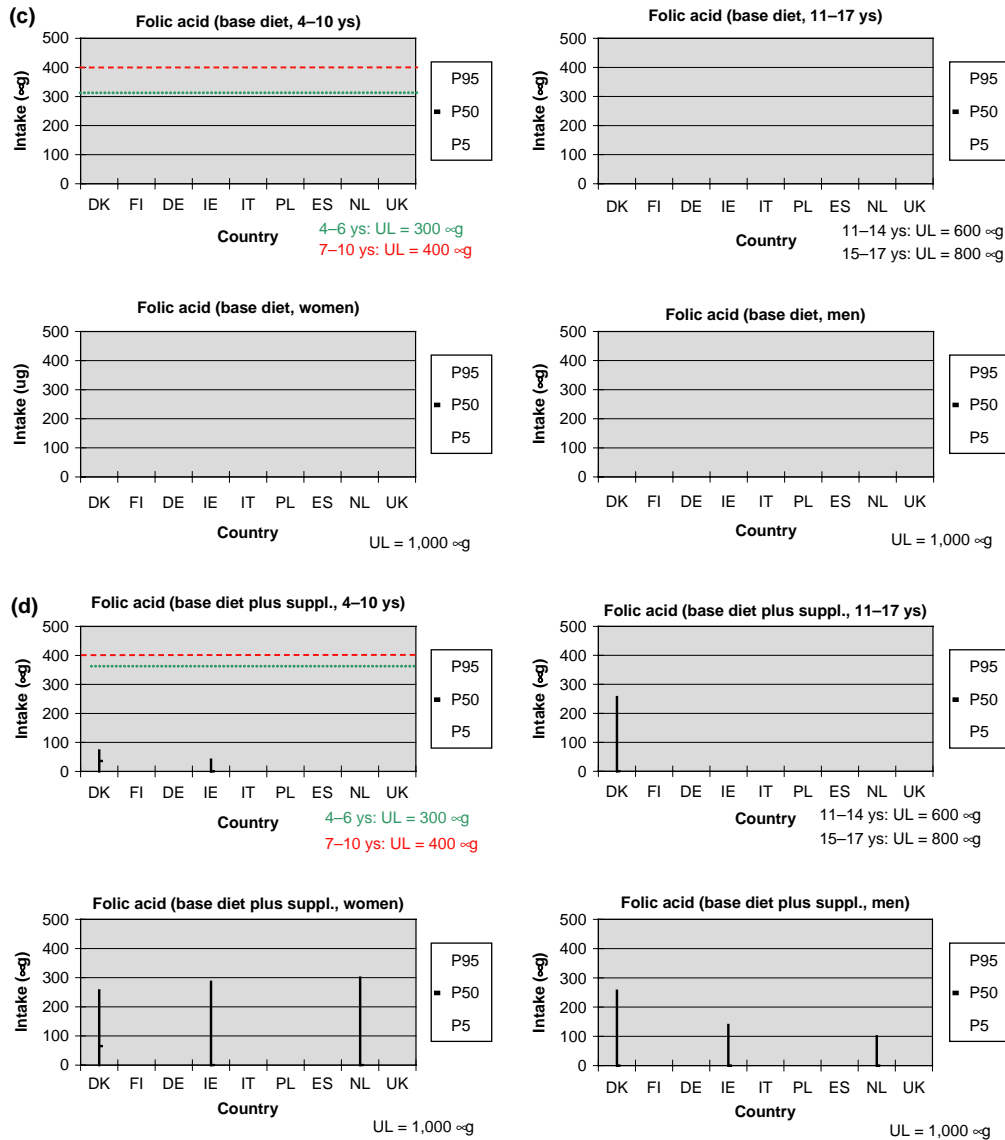 (c)
Folic acid (base diet, 4–10 ys)
Intake (∝g)
500
400
300
200
100
0
DK FI DE IE IT PL ES NL UK
Country
4–6 ys: UL = 300 ∝g
7–10 ys: UL = 400 ∝g
P95
P50
P5
Folic acid (base diet, 11–17 ys)
Intake (∝g)
500
400
300
200
100
0
DK FI DE IE IT PL ES NL UK
Country
11–14 ys: UL = 600 ∝g
15–17 ys: UL = 800 ∝g
P95
P50
P5
Folic acid (base diet, women)
Intake (ug)
500
400
300
200
100
0
DK FI DE IE IT PL ES NL UK
Country
UL = 1,000 ∝g
P95
P50
P5
Folic acid (base diet, men)
Intake (∝g)
500
400
300
200
100
0
DK FI DE IE IT PL ES NL UK
Country
UL = 1,000 ∝g
P95
P50
P5
(d)
Folic acid (base diet plus suppl., 4–10 ys)
Intake (∝g)
500
400
300
200
100
0
DK FI DE IE IT PL ES NL UK
Country
4–6 ys: UL = 300 ∝g
7–10 ys: UL = 400 ∝g
P95
P50
P5
Folic acid (base diet plus suppl., 11–17 ys)
Intake (∝g)
500
400
300
200
100
0
DK FI DE IE IT PL ES NL UK
Country
11–14 ys: UL = 600 ∝g
15–17 ys: UL = 800 ∝g
P95
P50
P5
Folic acid (base diet plus suppl., women)
Intake (∝g)
500
400
300
200
100
0
DK FI DE IE IT PL ES NL UK
Country
UL = 1,000 ∝g
P95
P50
P5
Folic acid (base diet plus suppl., men)
Intake (∝g)
500
400
300
200
100
0
DK FI DE IE IT PL ES NL UK
Country
UL = 1,000 ∝g
P95
P50
P5